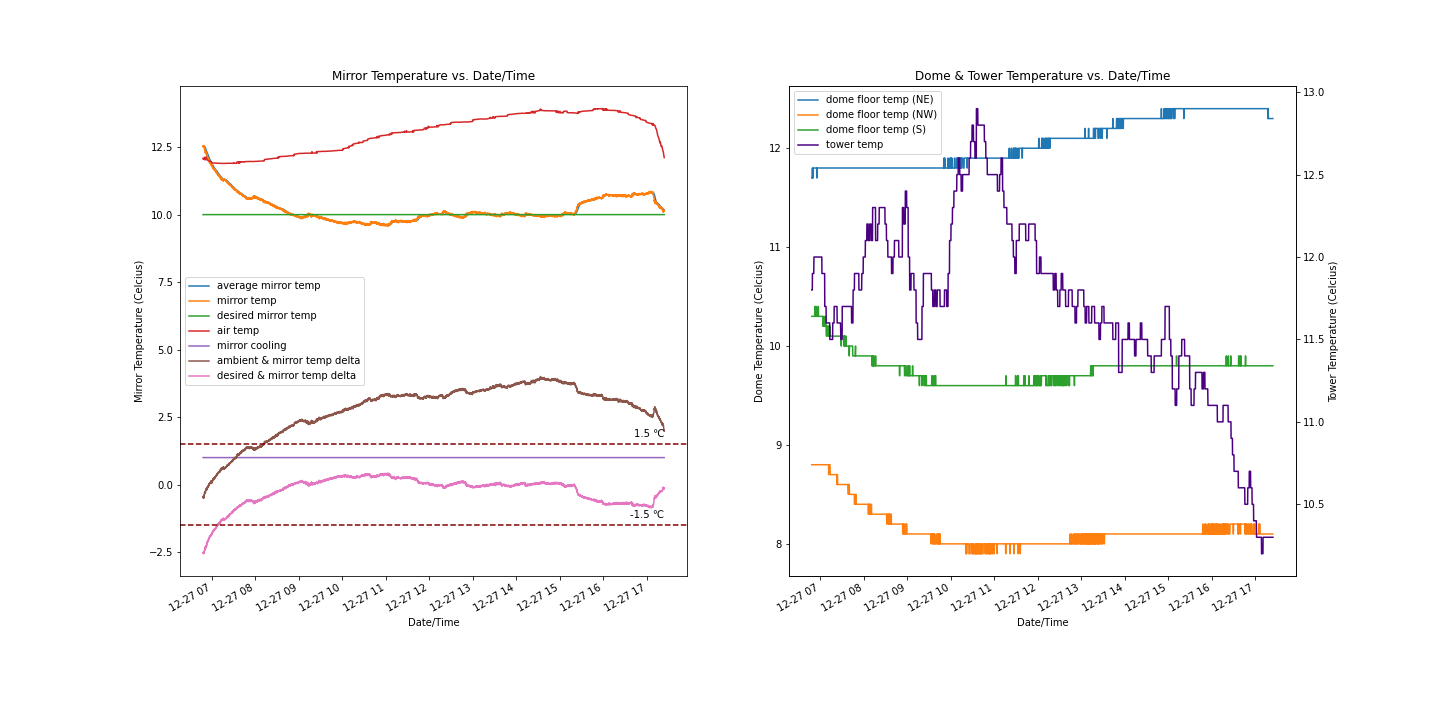 Mirror Temperature vs. Date/Time
12.5
10.0
7.5
5.0
2.5
0.0
−2.5
Mirror Temperature (Celcius)
average mirror temp
mirror temp
desired mirror temp
air temp
mirror cooling
ambient & mirror temp delta
desired & mirror temp delta
1.5 °C
-1.5 °C
12-27 07
12-27 08
12-27 09
12-27 10
12-27 11
12-27 12
12-27 13
12-27 14
12-27 15
12-27 16
12-27 17
Date/Time
Dome & Tower Temperature vs. Date/Time
dome floor temp (NE)
dome floor temp (NW)
dome floor temp (S)
tower temp
12
11
10
9
8
Dome Temperature (Celcius)
13.0
12.5
12.0
11.5
11.0
10.5
Tower Temperature (Celcius)
12-27 07
12-27 08
12-27 09
12-27 10
12-27 11
12-27 12
12-27 13
12-27 14
12-27 15
12-27 16
12-27 17
Date/Time